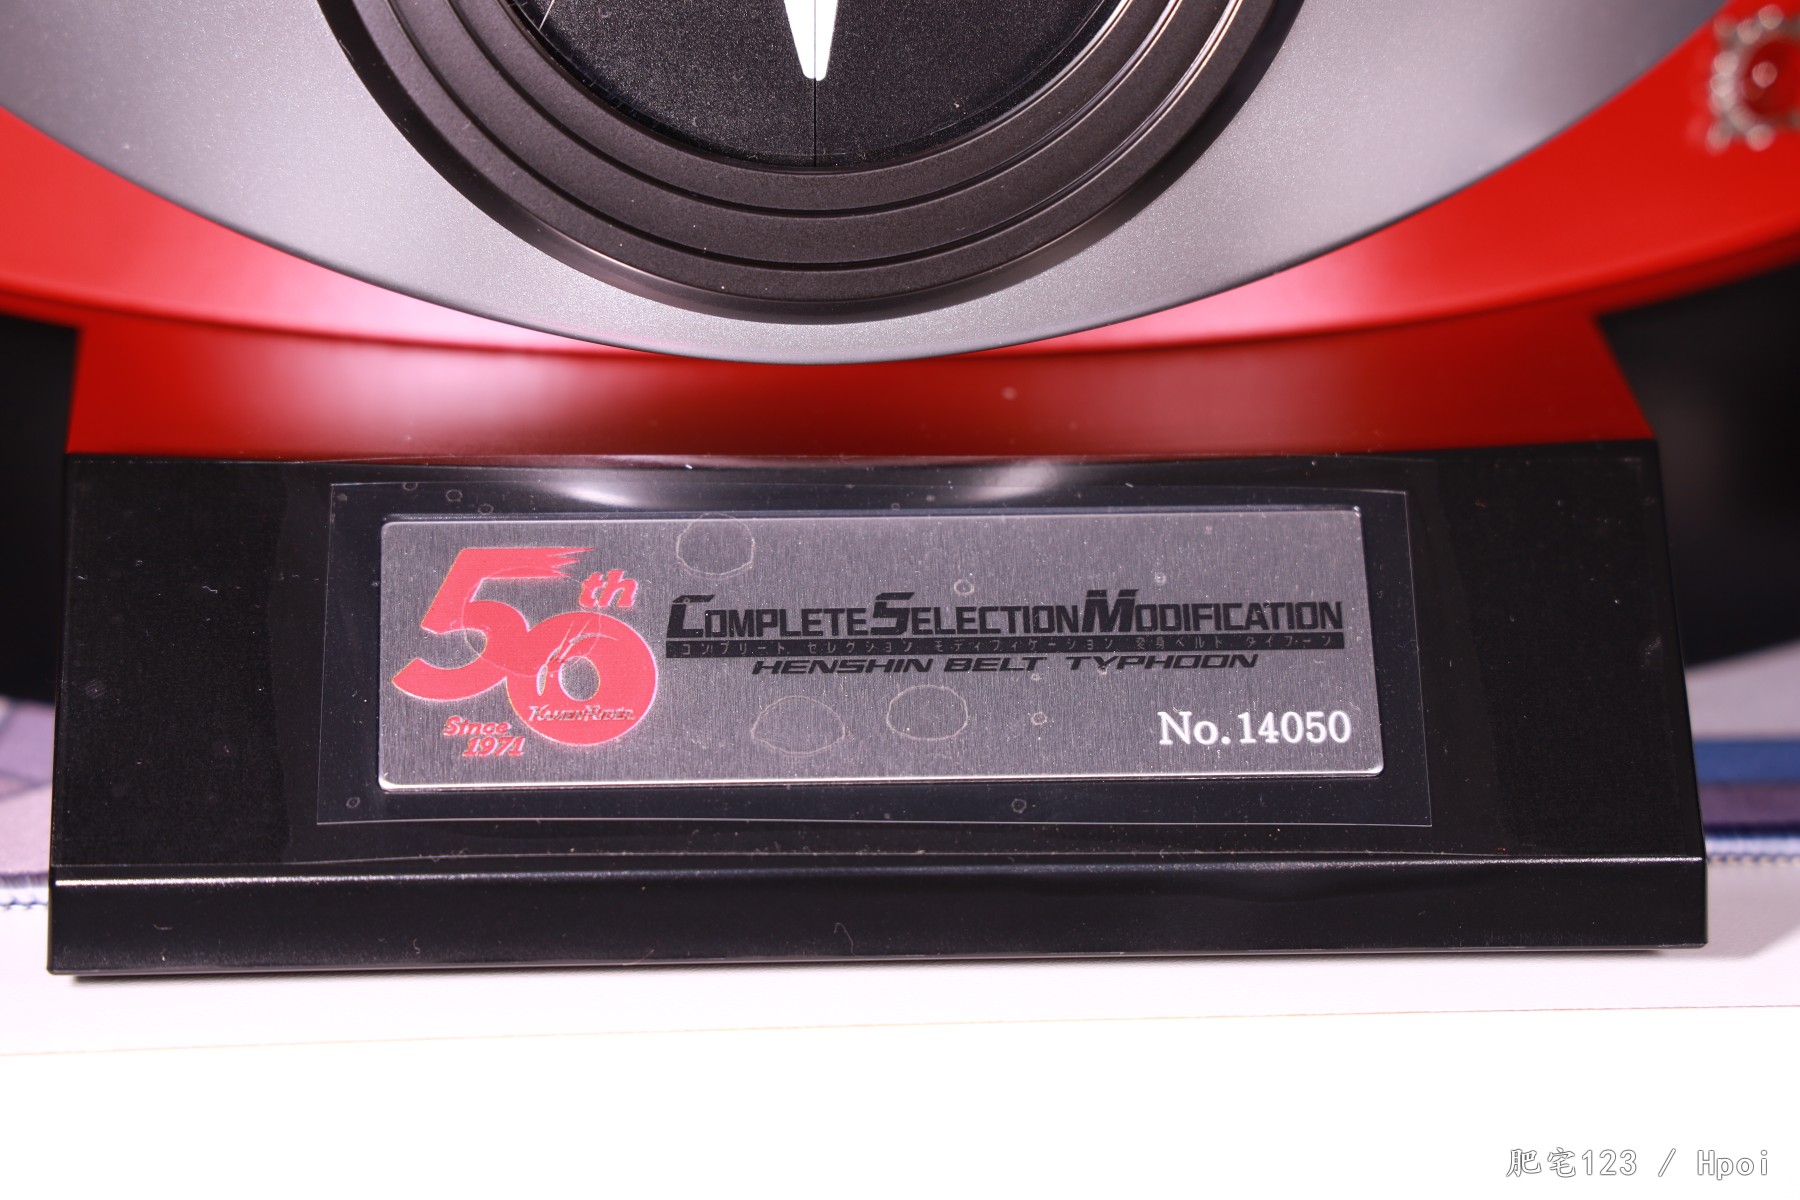 50th
KAMEN RIDER
Since
1971
COMPLETE SELECTION MODIFICATION
コンプリート セレクション モディフィケーション 変身ベルト タイフーン
HENSHIN BELT TYPHOON
No.14050
肥宅123 / Hpoi